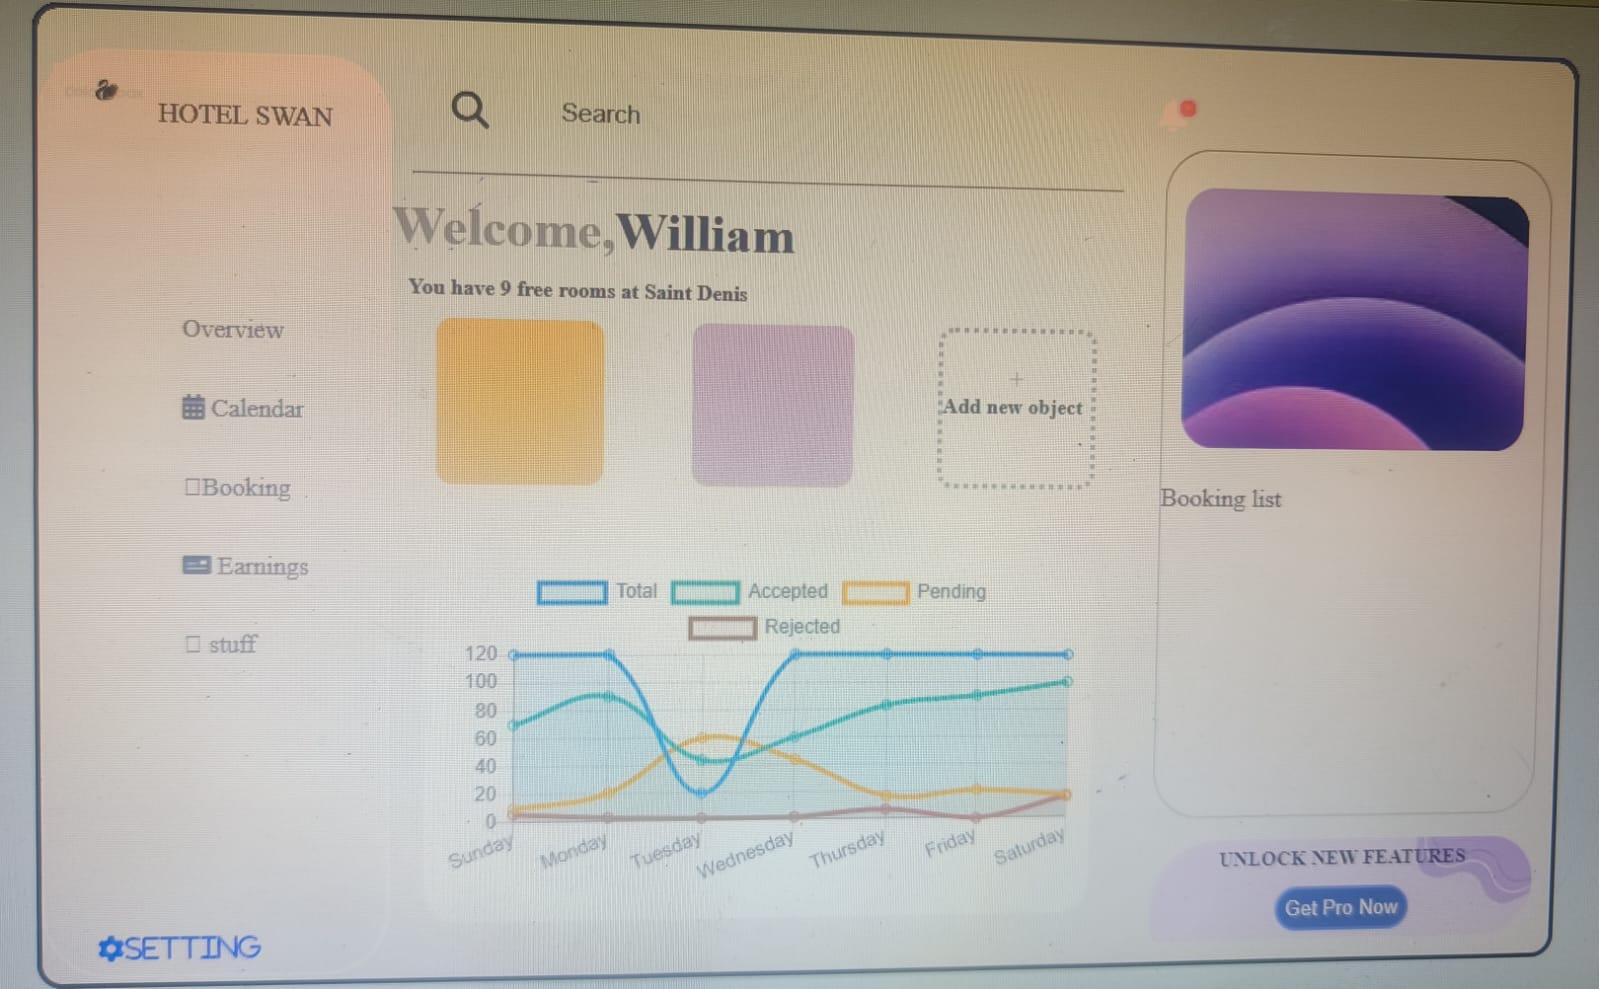 HOTEL SWAN
Search
Welcome,William
You have 9 free rooms at Saint Denis
Overview
Calendar
Booking
Earnings
stuff
+
Add new object
Booking list
Total Accepted Pending
Rejected
120
100
80
60
40
20
0
Sunday Monday Tuesday Wednesday Thursday Friday Saturday
UNLOCK NEW FEATURES
Get Pro Now
SETTING